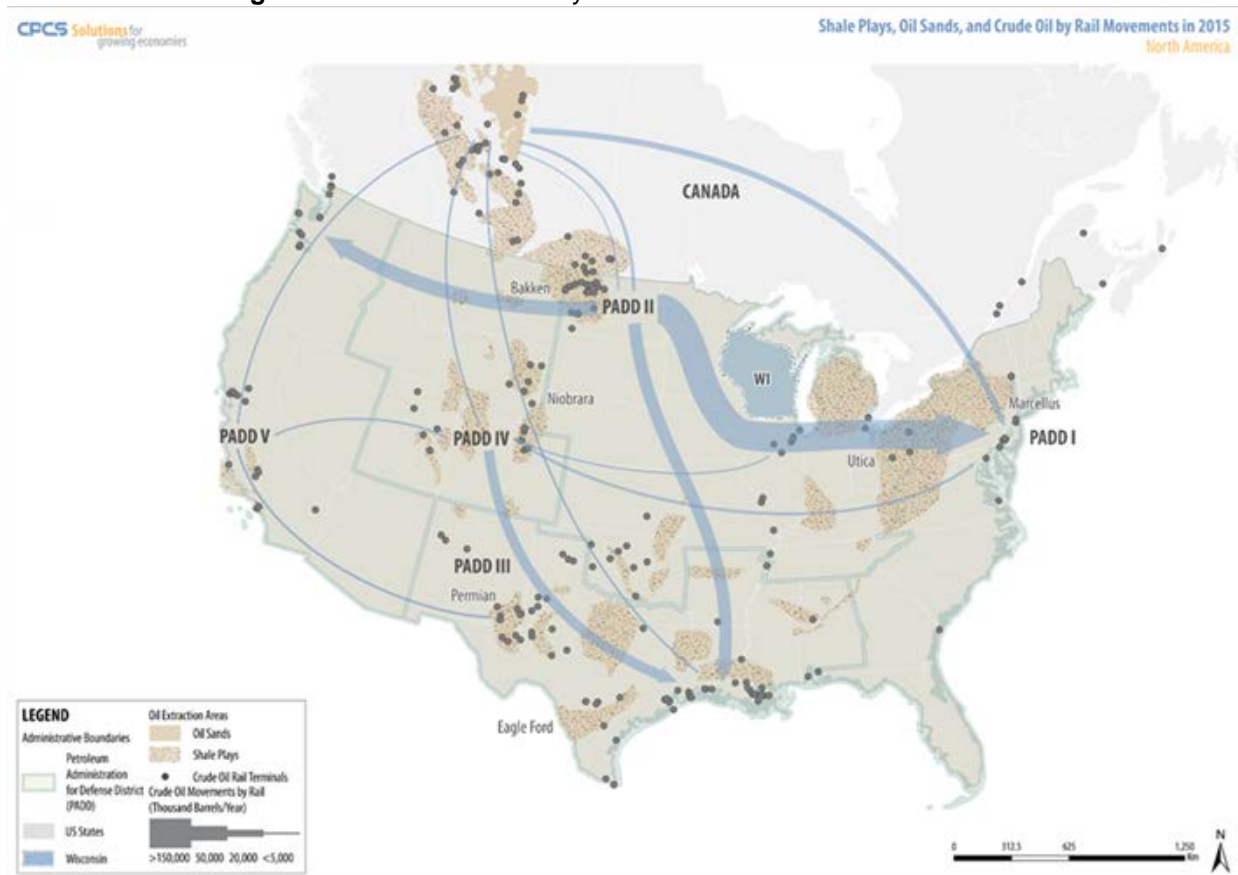 CPCS Solutions for
growing economies
Shale Plays, Oil Sands, and Crude Oil by Rail Movements in 2015
North America
CANADA
Bakken
PADD II
WI
Niobrara
Marcellus
PADD V
PADD IV
PADD I
Utica
PADD III
Permian
Eagle Ford
LEGEND
Administrative Boundaries
Petroleum
Administration
for Defense District
(PADD)
US States
Wisconsin
Oil Extraction Areas
Oil Sands
Shale Plays
Crude Oil Rail Terminals
Crude Oil Movements by Rail
(Thousand Barrels/Year)
>150,000 50,000 20,000 <5,000
0 312.5 625 1,250
Km
N